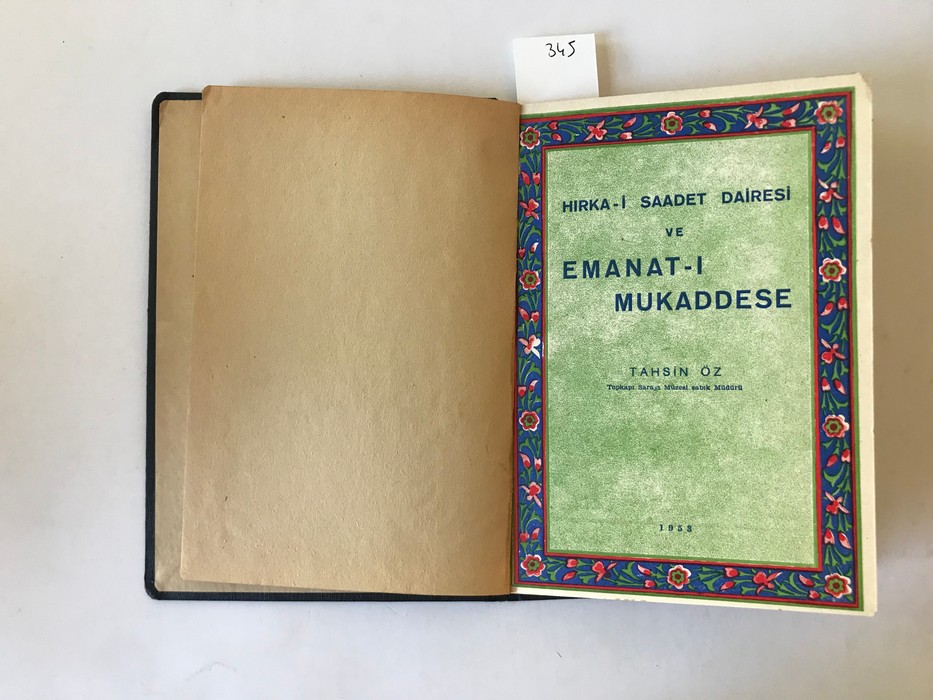 345
HIRKA-İ SAADET DAİRESİ
VE
EMANAT-I
MUKADDESE
TAHSİN ÖZ
Topkapı Sarayı Müzesi sabık Müdürü
1953